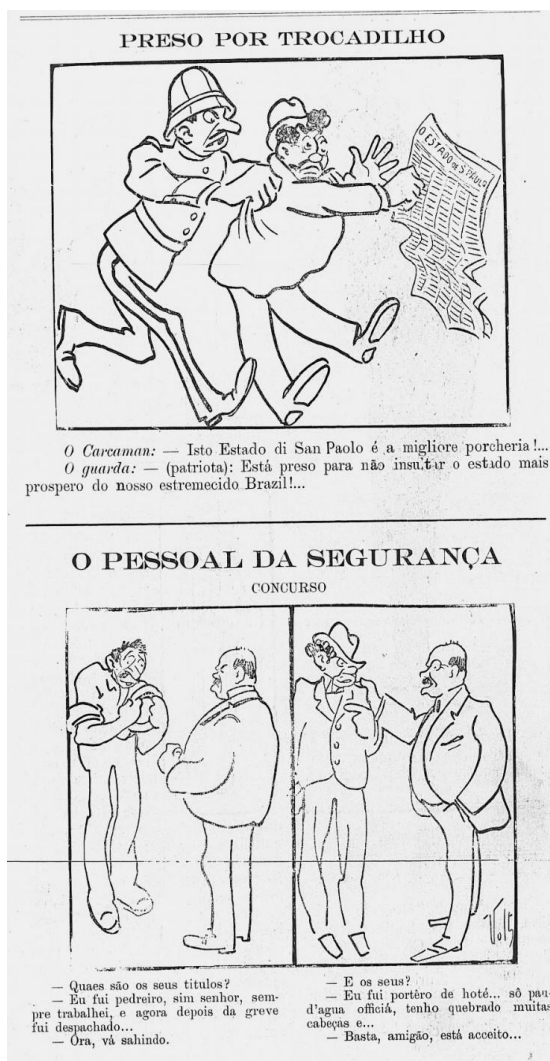 PRESO POR TROCADILHO
O ESTADO DE S. PAULO
O Carcaman: — Isto Estado di San Paolo é a migliore porcheria!...
O guarda: — (patriota): Está preso para não insultar o estado mais
prospero do nosso estremecido Brazil!...
O PESSOAL DA SEGURANÇA
CONCURSO
Volt
— Quaes são os seus titulos?
— Eu fui pedreiro, sim senhor, sem-
pre trabalhei, e agora depois da greve
fui despachado...
— Ora, vá sahindo.
— E os seus?
— Eu fui portêro de hoté... sô pau
d'agua officiá, tenho quebrado muitas
cabeças e...
— Basta, amigão, está acceito...